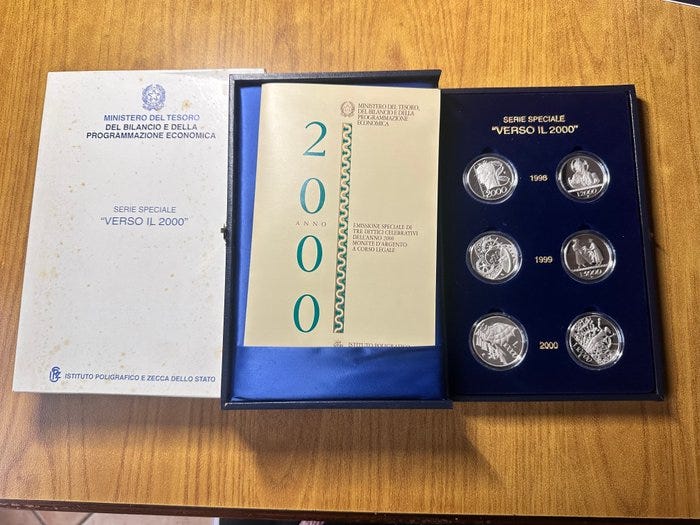 MINISTERO DEL TESORO
DEL BILANCIO E DELLA
PROGRAMMAZIONE ECONOMICA
SERIE SPECIALE
"VERSO IL 2000"
ISTITUTO POLIGRAFICO E ZECCA DELLO STATO
MINISTERO DEL TESORO,
DEL BILANCIO E DELLA
PROGRAMMAZIONE
ECONOMICA
2
0
ANNO
0
0
EMISSIONE SPECIALE DI
TRE DITTICI CELEBRATIVI
DELL'ANNO 2000
MONETE D'ARGENTO
A CORSO LEGALE
ISTITUTO POLIGRAFICO
SERIE SPECIALE
"VERSO IL 2000"
1998
1999
2000